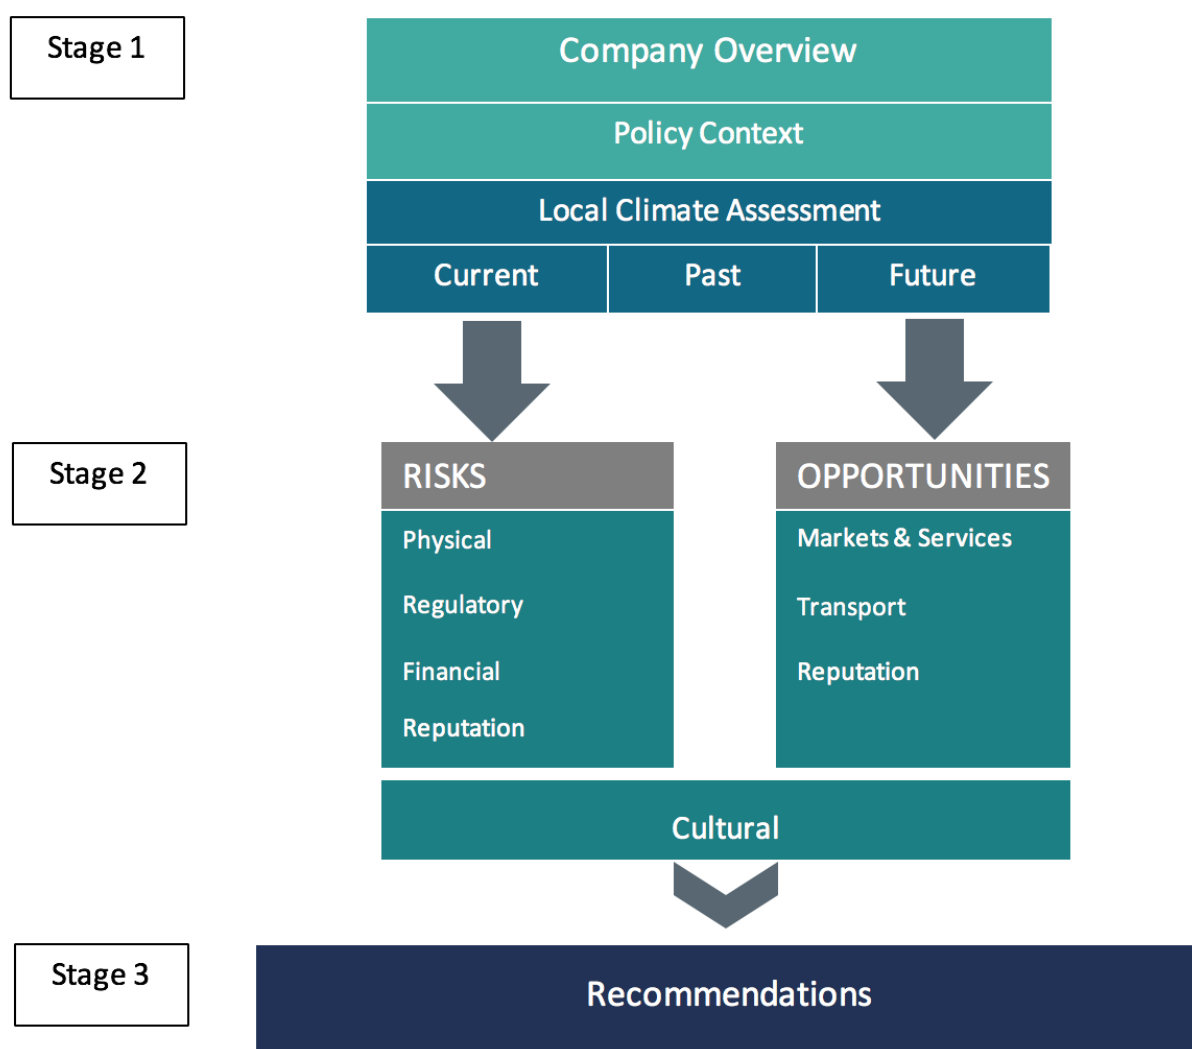 Stage 1
Company Overview
Policy Context
Local Climate Assessment
Current
Past
Future
Stage 2
RISKS
Physical
Regulatory
Financial
Reputation
OPPORTUNITIES
Markets & Services
Transport
Reputation
Cultural
Stage 3
Recommendations